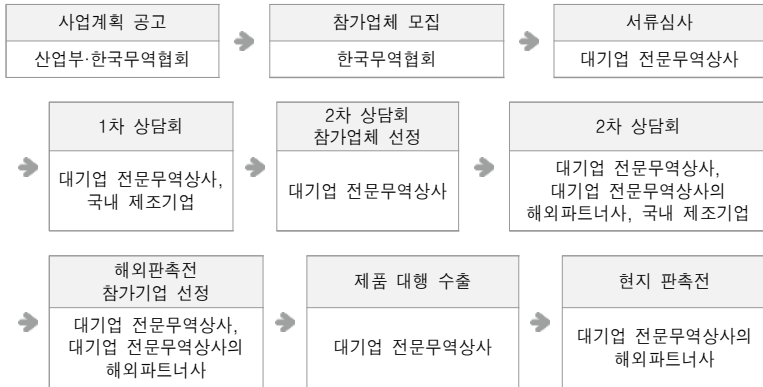 사업계획 공고
산업부·한국무역협회
참가업체 모집
한국무역협회
서류심사
대기업 전문무역상사
1차 상담회
대기업 전문무역상사,
국내 제조기업
2차 상담회
참가업체 선정
대기업 전문무역상사
2차 상담회
대기업 전문무역상사,
대기업 전문무역상사의
해외파트너사, 국내 제조기업
해외판촉전
참가기업 선정
대기업 전문무역상사,
대기업 전문무역상사의
해외파트너사
제품 대행 수출
대기업 전문무역상사
현지 판촉전
대기업 전문무역상사의
해외파트너사